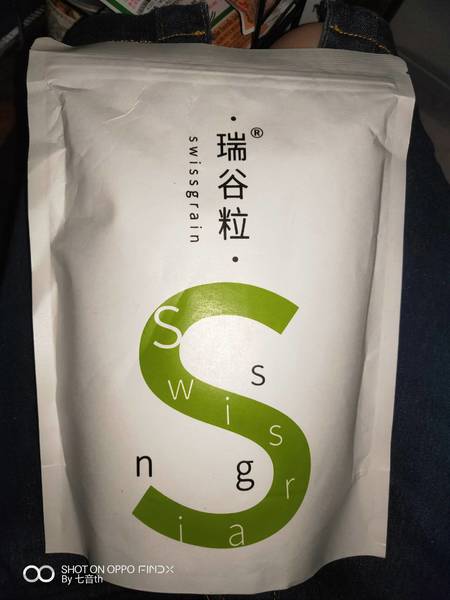 ·瑞谷粒®·
swissgrain
S w i s s g r a i n
SHOT ON OPPO FIND X
By 七音th